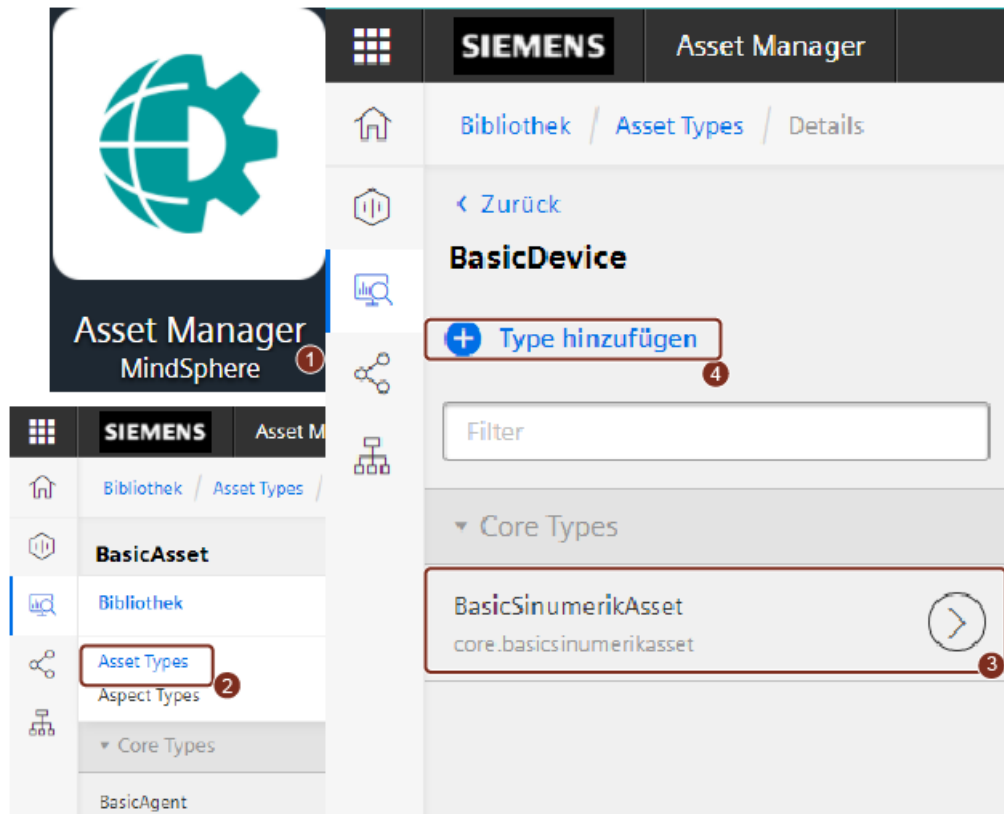 Asset Manager
MindSphere
1
SIEMENS Asset M
Bibliothek / Asset Types /
BasicAsset
Bibliothek
Asset Types
2
Aspect Types
Core Types
BasicAgent
SIEMENS Asset Manager
Bibliothek / Asset Types / Details
< Zurück
BasicDevice
+ Type hinzufügen
4
Filter
Core Types
BasicSinumerikAsset
core.basicsinumerikasset
3